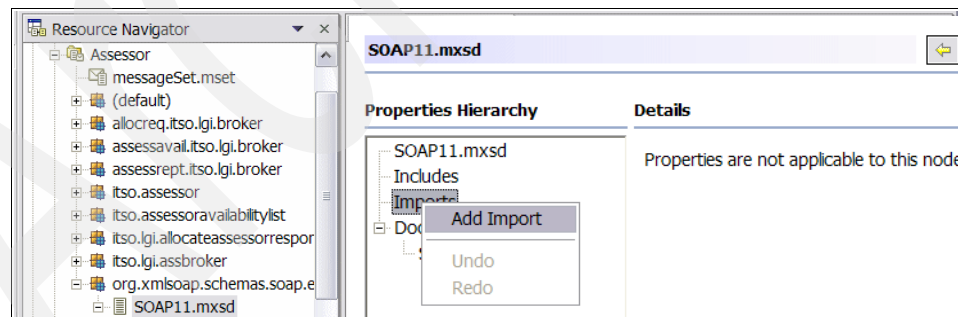 Resource Navigator
Assessor
messageSet.mset
(default)
allocreq.itso.lgi.broker
assessavail.itso.lgi.broker
assessrept.itso.lgi.broker
itso.assessor
itso.assessoravailabilitylist
itso.lgi.allocateassessorrespor
itso.lgi.assbroker
org.xmlsoap.schemas.soap.e
SOAP11.mxsd
SOAP11.mxsd
Properties Hierarchy
SOAP11.mxsd
Includes
Imports
Add Import
Undo
Redo
Details
Properties are not applicable to this node